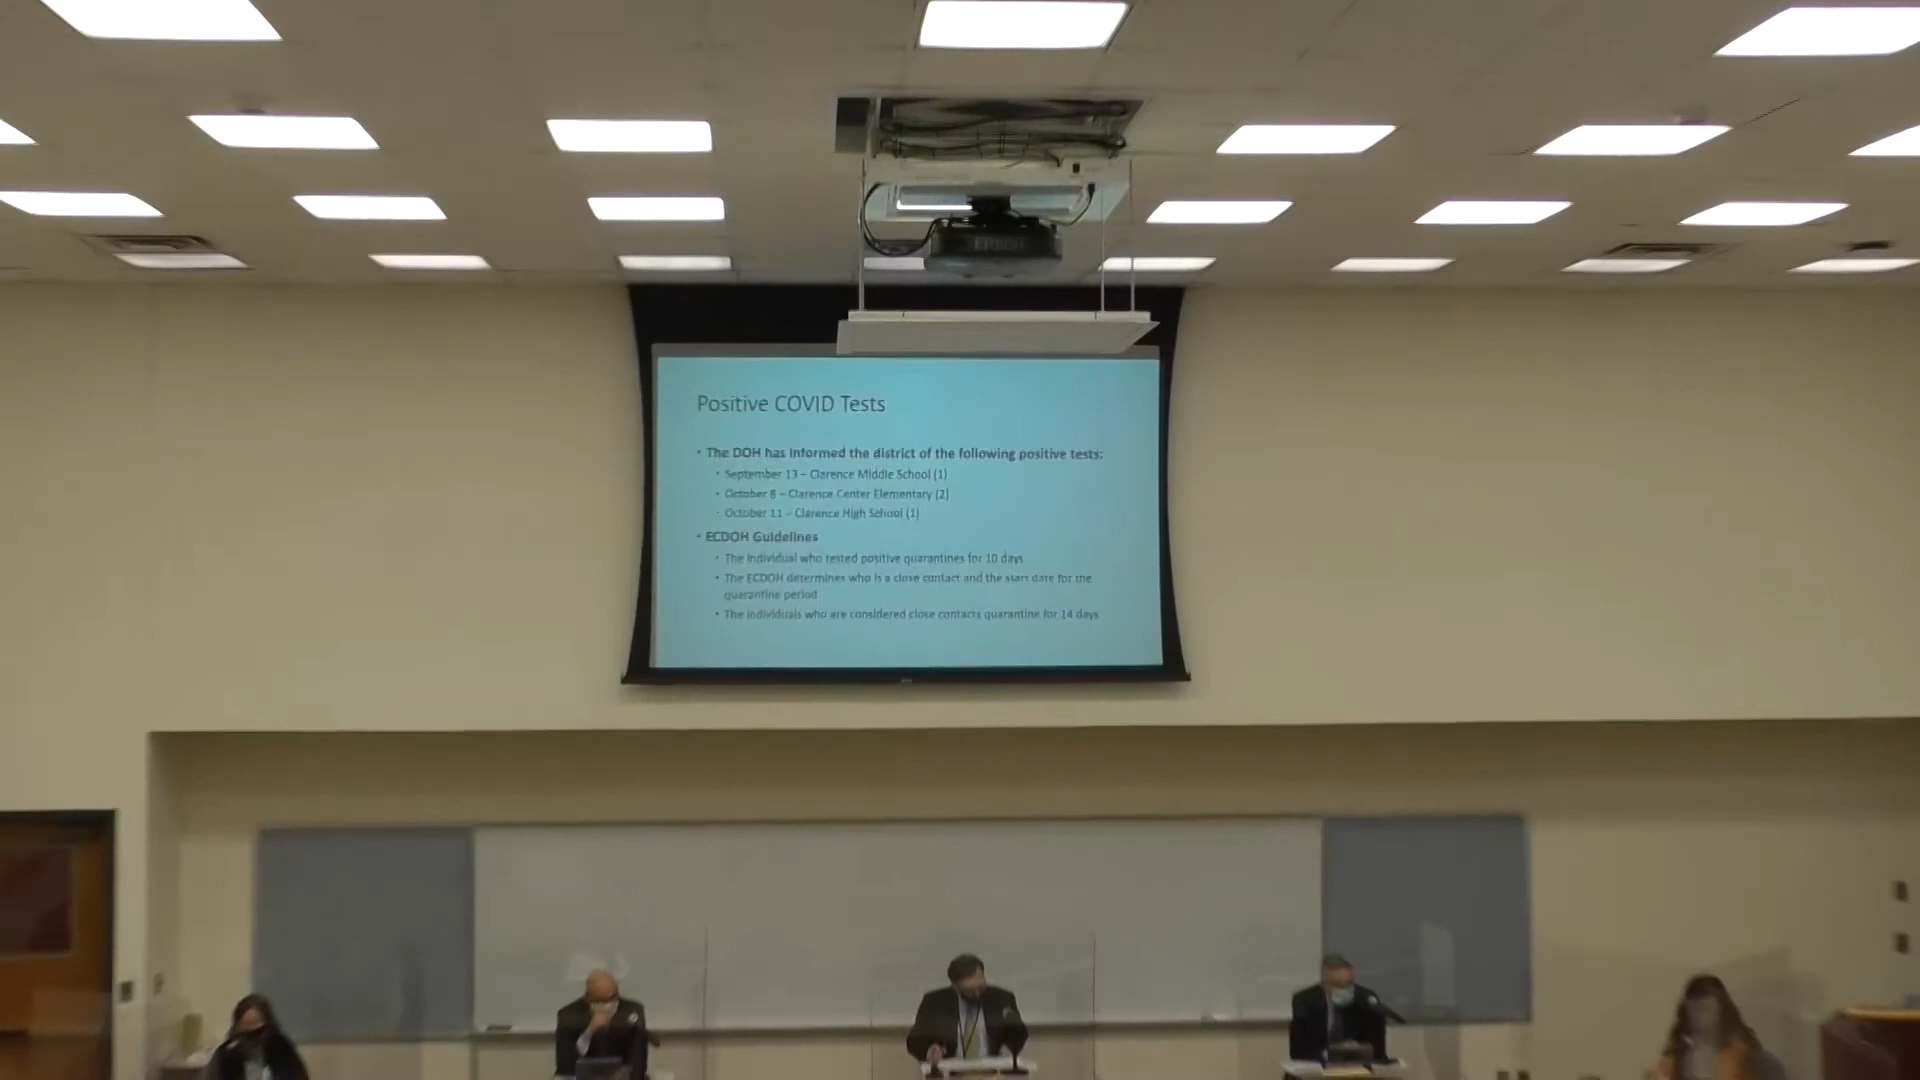 EPSON
Positive COVID Tests
• The DOH has informed the district of the following positive tests:
• September 13 – Clarence Middle School (1)
• October 8 – Clarence Center Elementary (2)
• October 11 – Clarence High School (1)
• ECDOH Guidelines
• The individual who tested positive quarantines for 10 days
• The ECDOH determines who is a close contact and the start date for the
quarantine period
• The individuals who are considered close contacts quarantine for 14 days